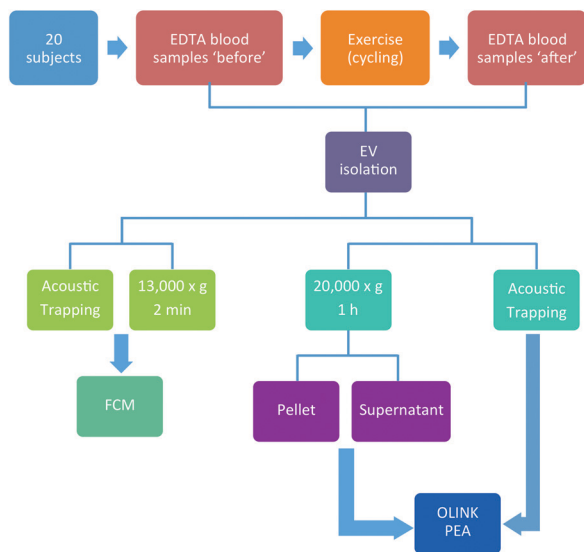 20
subjects
EDTA blood
samples ‘before’
Exercise
(cycling)
EDTA blood
samples ‘after’
EV
isolation
Acoustic
Trapping
13,000 x g
2 min
20,000 x g
1 h
Acoustic
Trapping
FCM
Pellet
Supernatant
OLINK
PEA